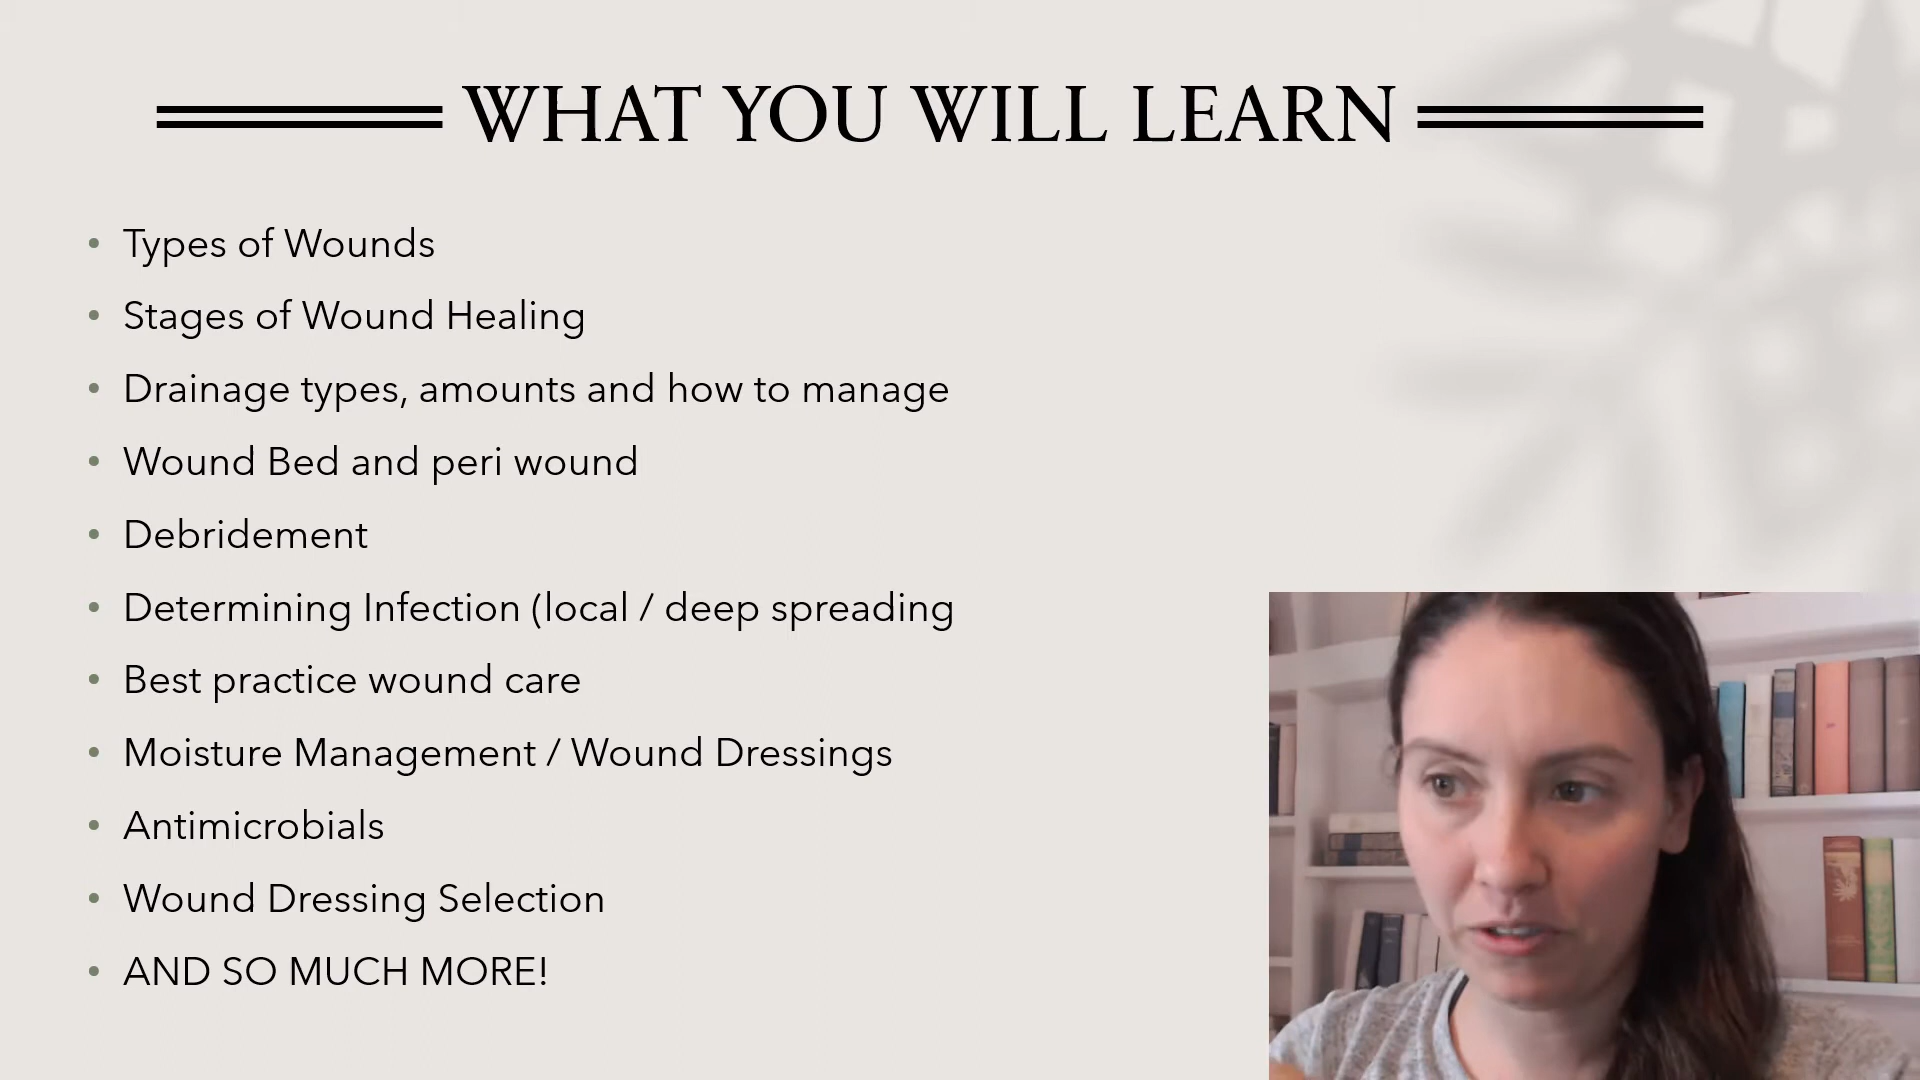 WHAT YOU WILL LEARN
• Types of Wounds
• Stages of Wound Healing
• Drainage types, amounts and how to manage
• Wound Bed and peri wound
• Debridement
• Determining Infection (local / deep spreading
• Best practice wound care
• Moisture Management / Wound Dressings
• Antimicrobials
• Wound Dressing Selection
• AND SO MUCH MORE!